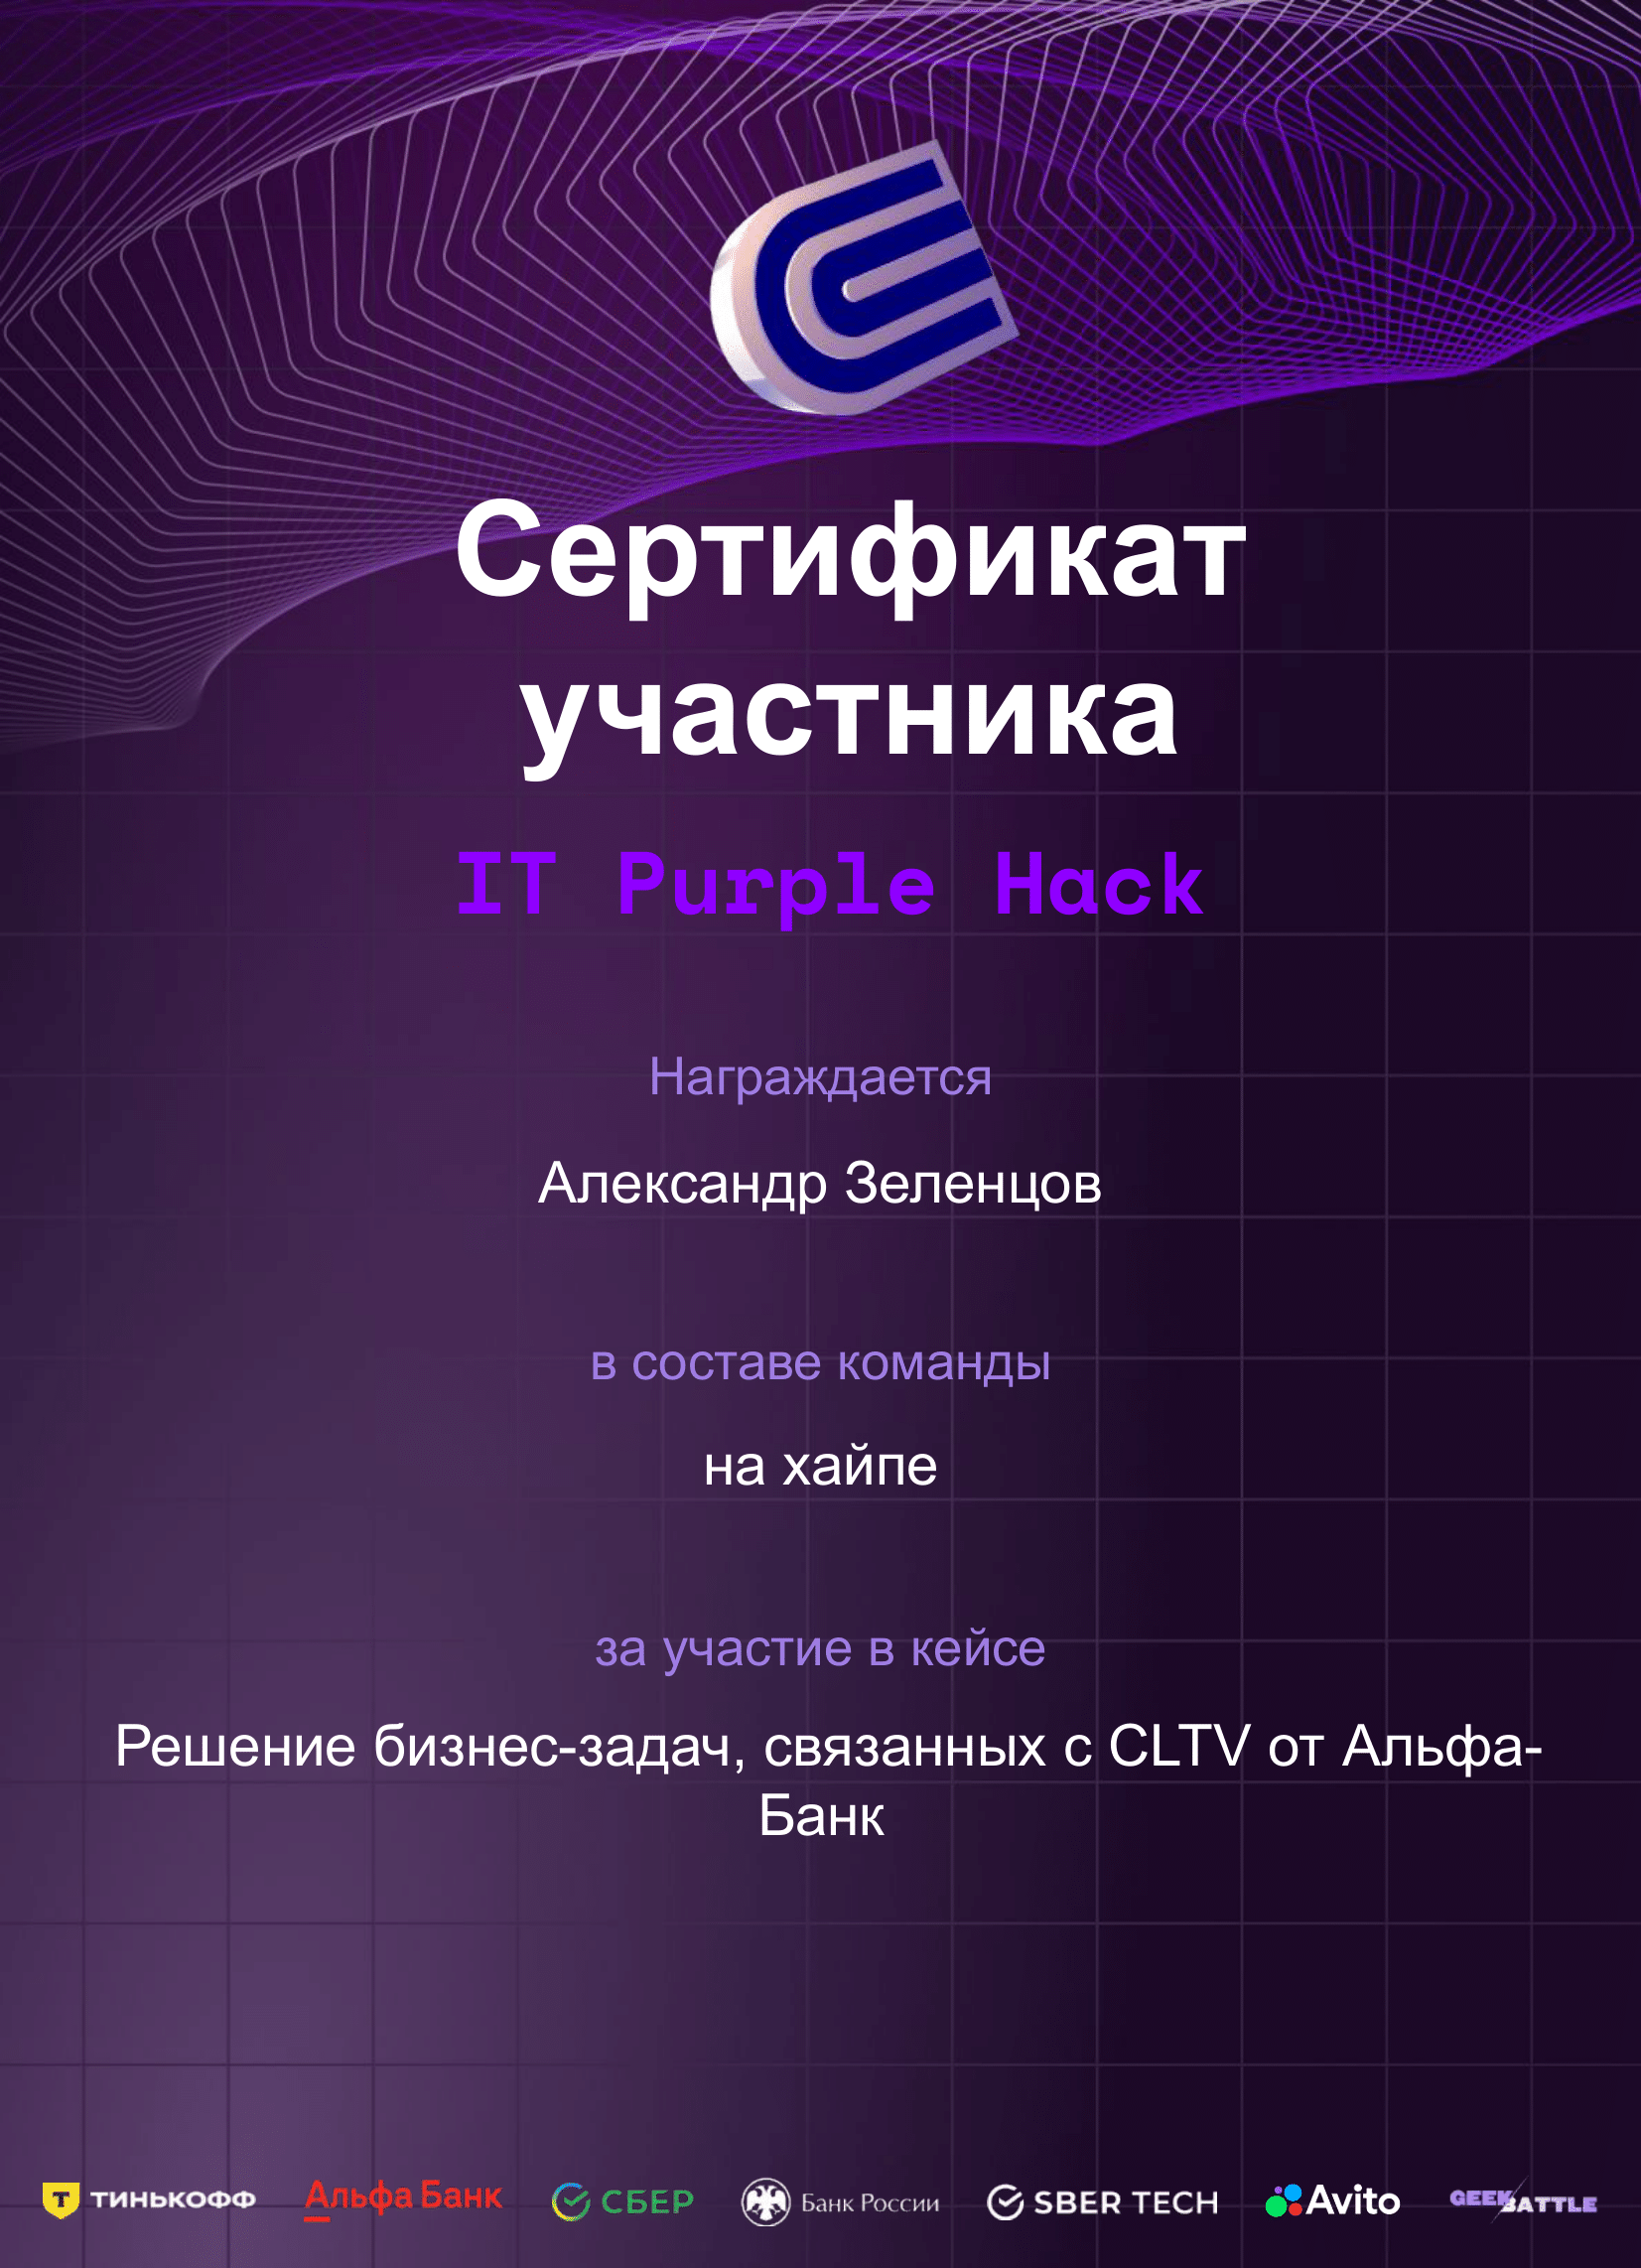 Сертификат
участника
IT Purple Hack
Награждается
Александр Зеленцов
в составе команды
на хайпе
за участие в кейсе
Решение бизнес-задач, связанных с CLTV от Альфа-
Банк
ТИНЬКОФФ Альфа Банк СБЕР Банк России SBER TECH Avito GEEK BATTLE